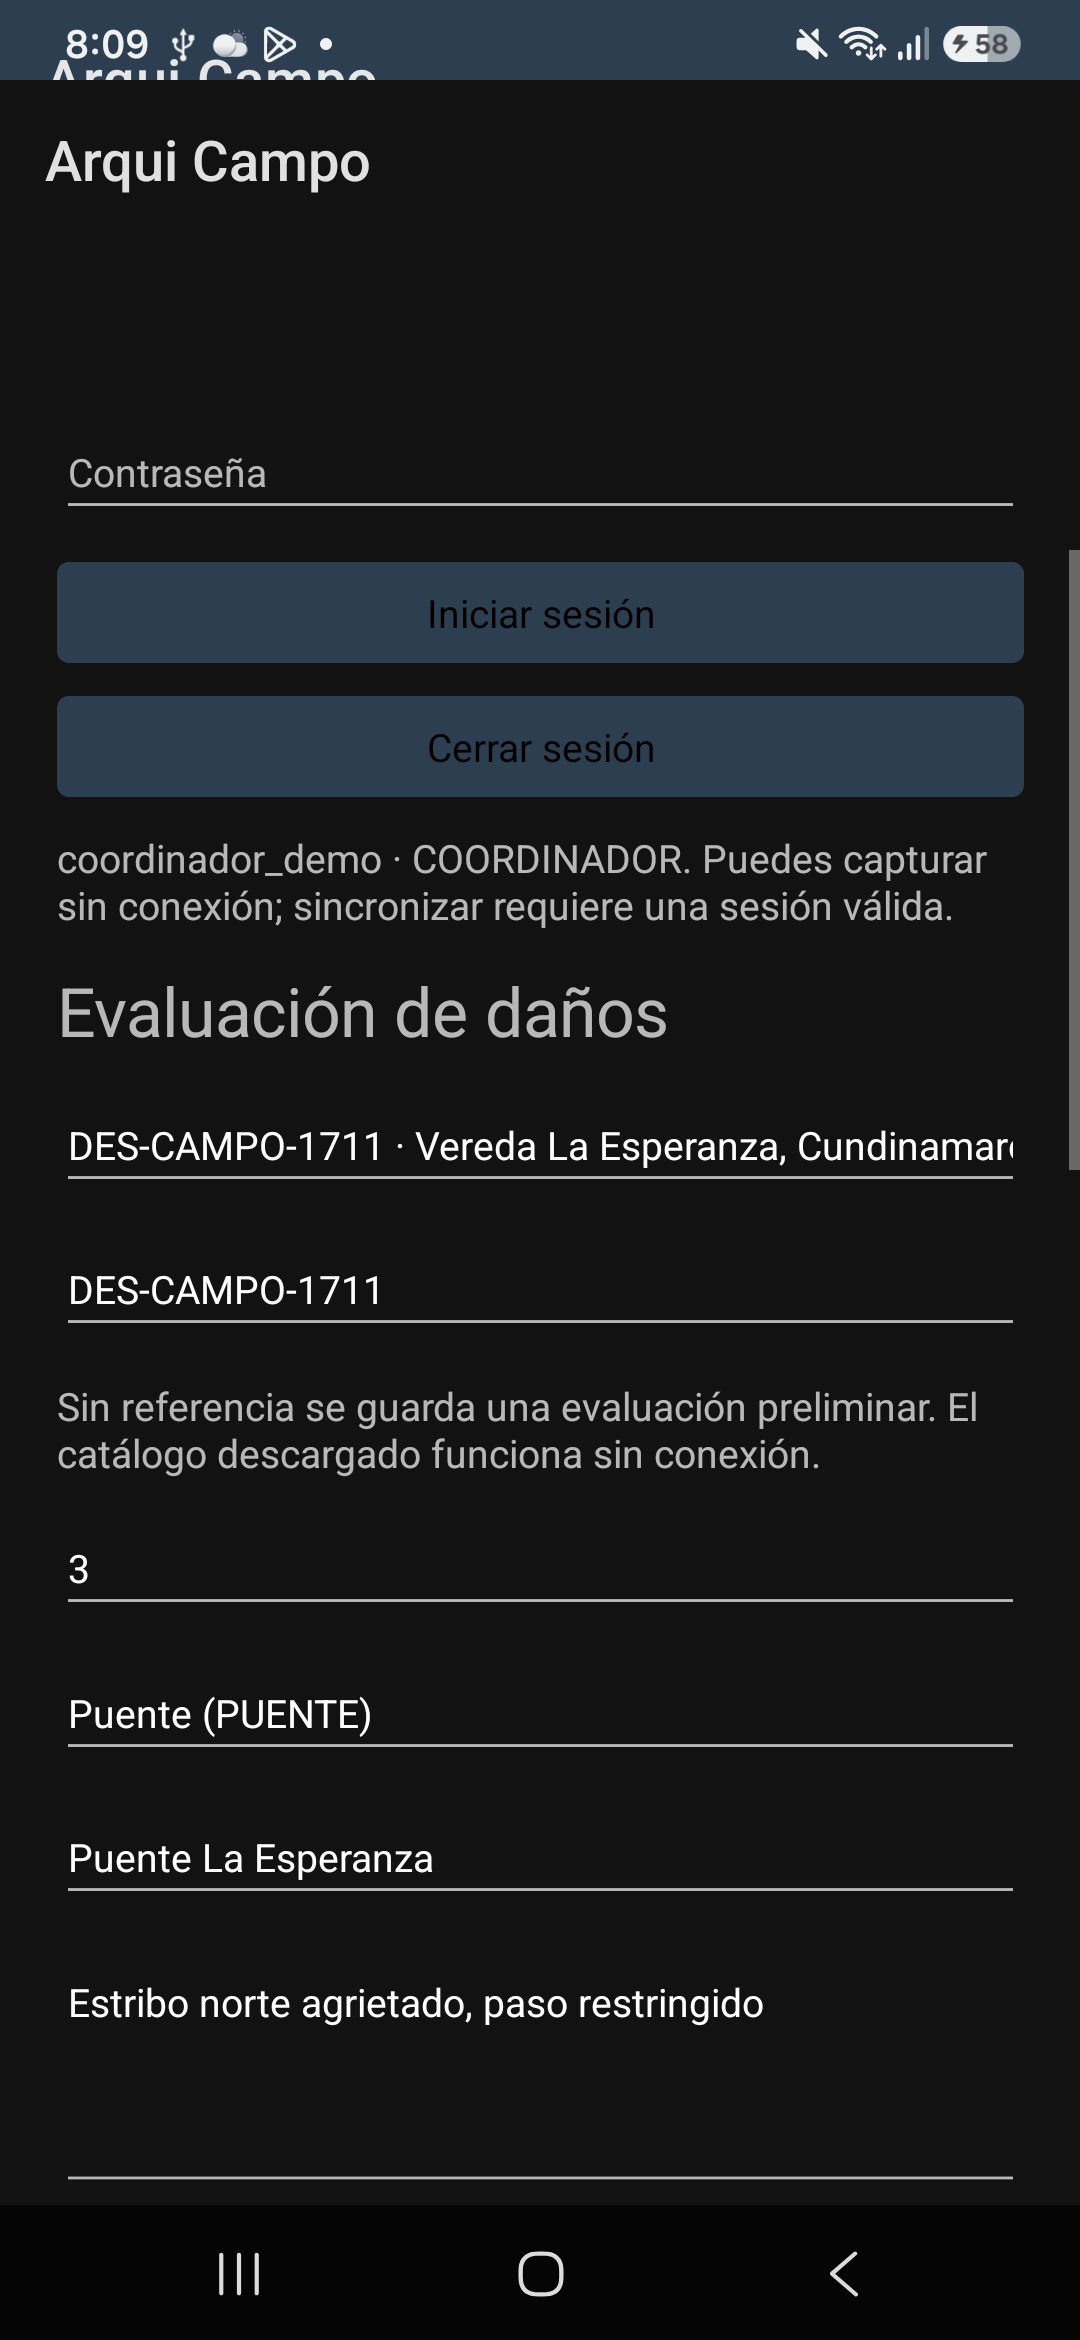 8:09
58
Arqui Campo
Arqui Campo
Contraseña
Iniciar sesión
Cerrar sesión
coordinador_demo · COORDINADOR. Puedes capturar
sin conexión; sincronizar requiere una sesión válida.
Evaluación de daños
DES-CAMPO-1711 · Vereda La Esperanza, Cundinamarc
DES-CAMPO-1711
Sin referencia se guarda una evaluación preliminar. El
catálogo descargado funciona sin conexión.
3
Puente (PUENTE)
Puente La Esperanza
Estribo norte agrietado, paso restringido